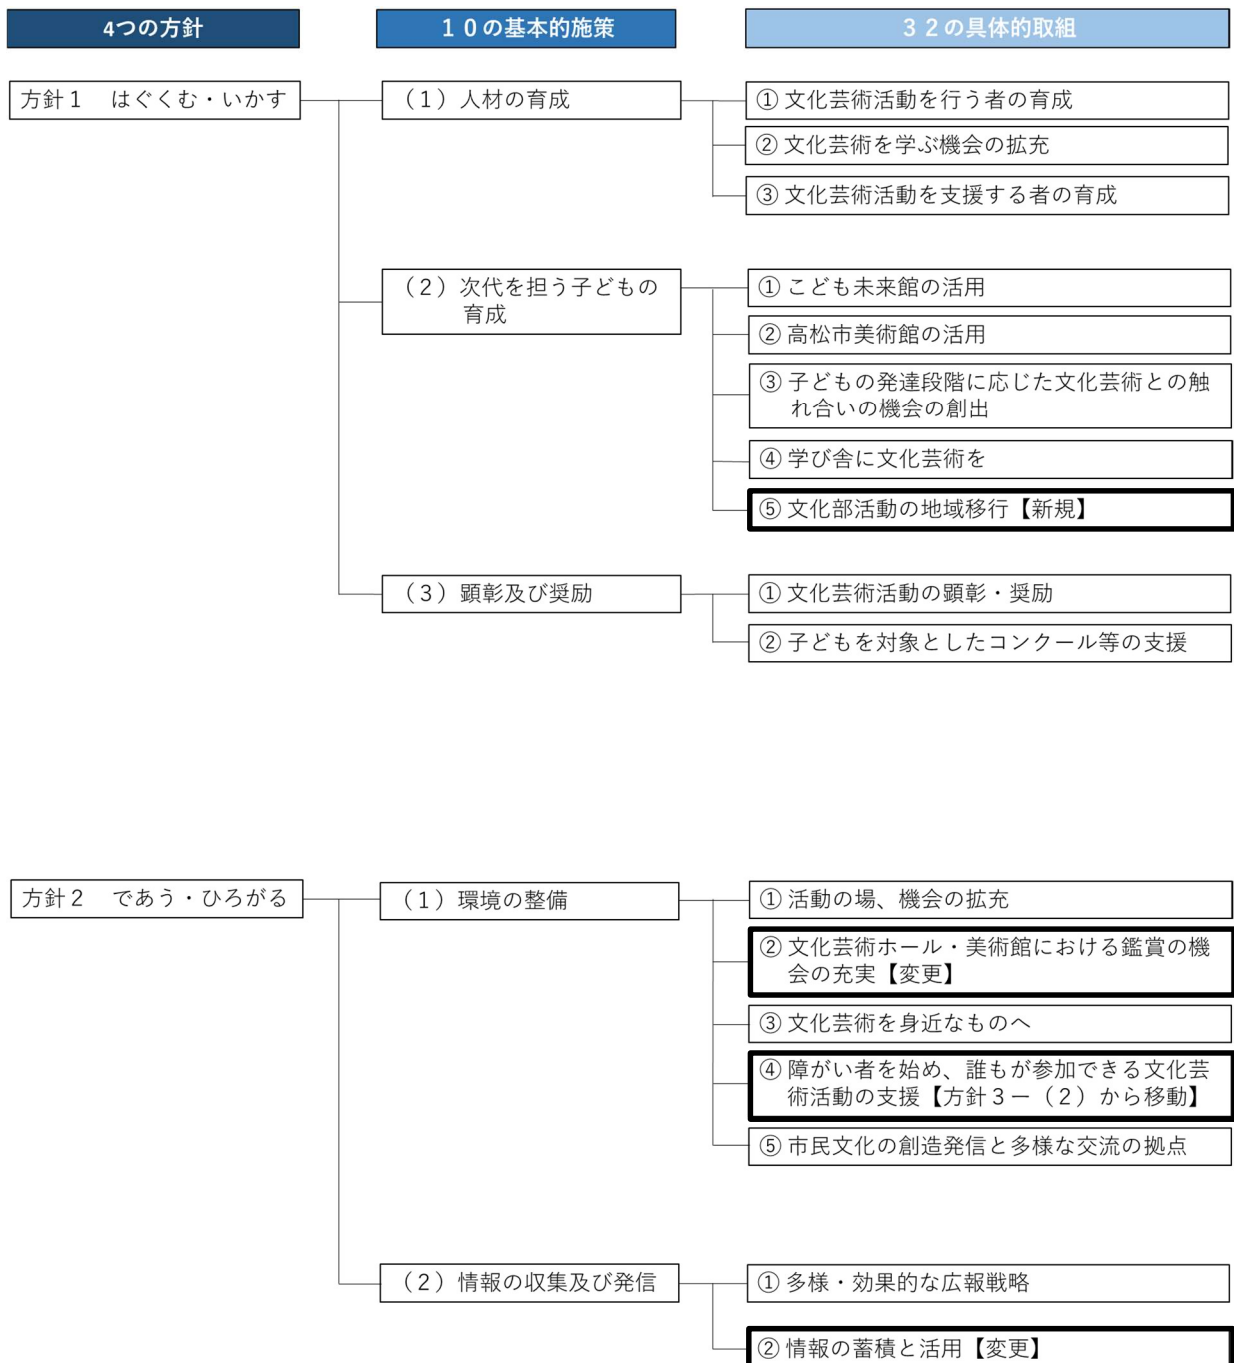 4つの方針
１０の基本的施策
３２の具体的取組
方針１　はぐくむ・いかす
（１）人材の育成
① 文化芸術活動を行う者の育成
② 文化芸術を学ぶ機会の拡充
③ 文化芸術活動を支援する者の育成
（２）次代を担う子どもの
育成
① こども未来館の活用
② 高松市美術館の活用
③ 子どもの発達段階に応じた文化芸術との触
れ合いの機会の創出
④ 学び舎に文化芸術を
⑤ 文化部活動の地域移行【新規】
（３）顕彰及び奨励
① 文化芸術活動の顕彰・奨励
② 子どもを対象としたコンクール等の支援
方針２　であう・ひろがる
（１）環境の整備
① 活動の場、機会の拡充
② 文化芸術ホール・美術館における鑑賞の機
会の充実【変更】
③ 文化芸術を身近なものへ
④ 障がい者を始め、誰もが参加できる文化芸
術活動の支援【方針３ー（２）から移動】
⑤ 市民文化の創造発信と多様な交流の拠点
（２）情報の収集及び発信
① 多様・効果的な広報戦略
② 情報の蓄積と活用【変更】